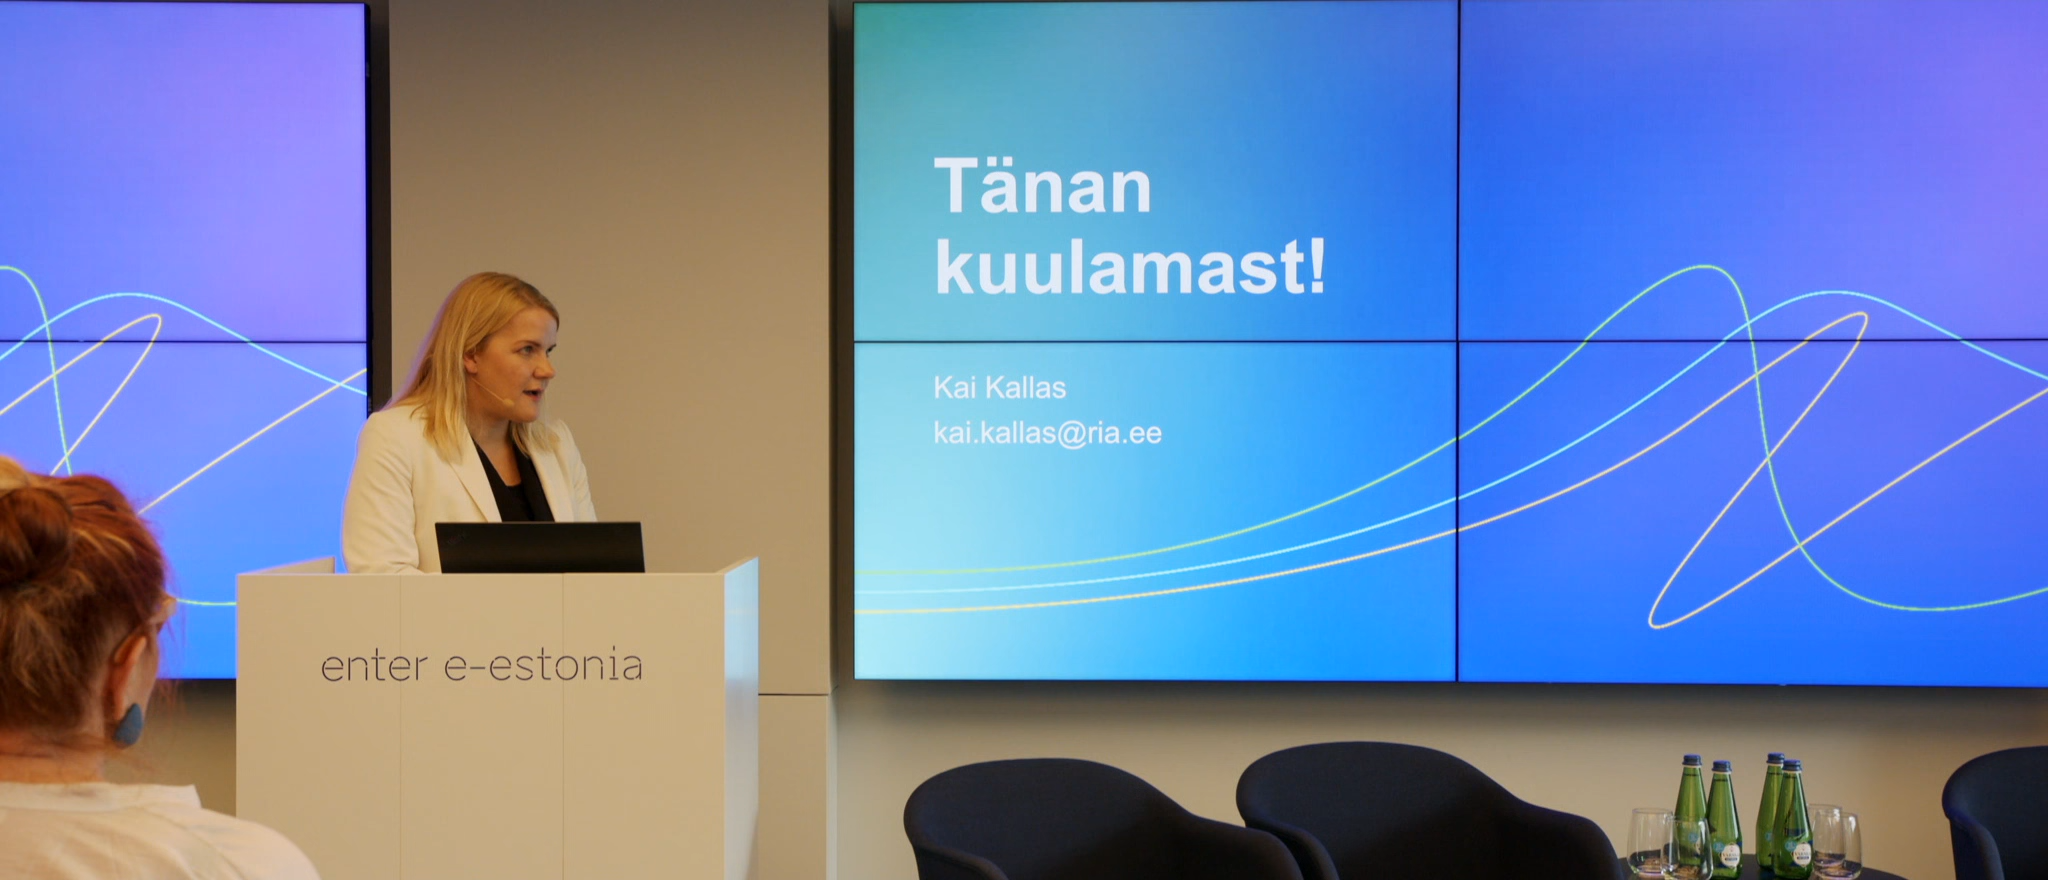 Tänan
kuulamast!
Kai Kallas
kai.kallas@ria.ee
enter e-estonia